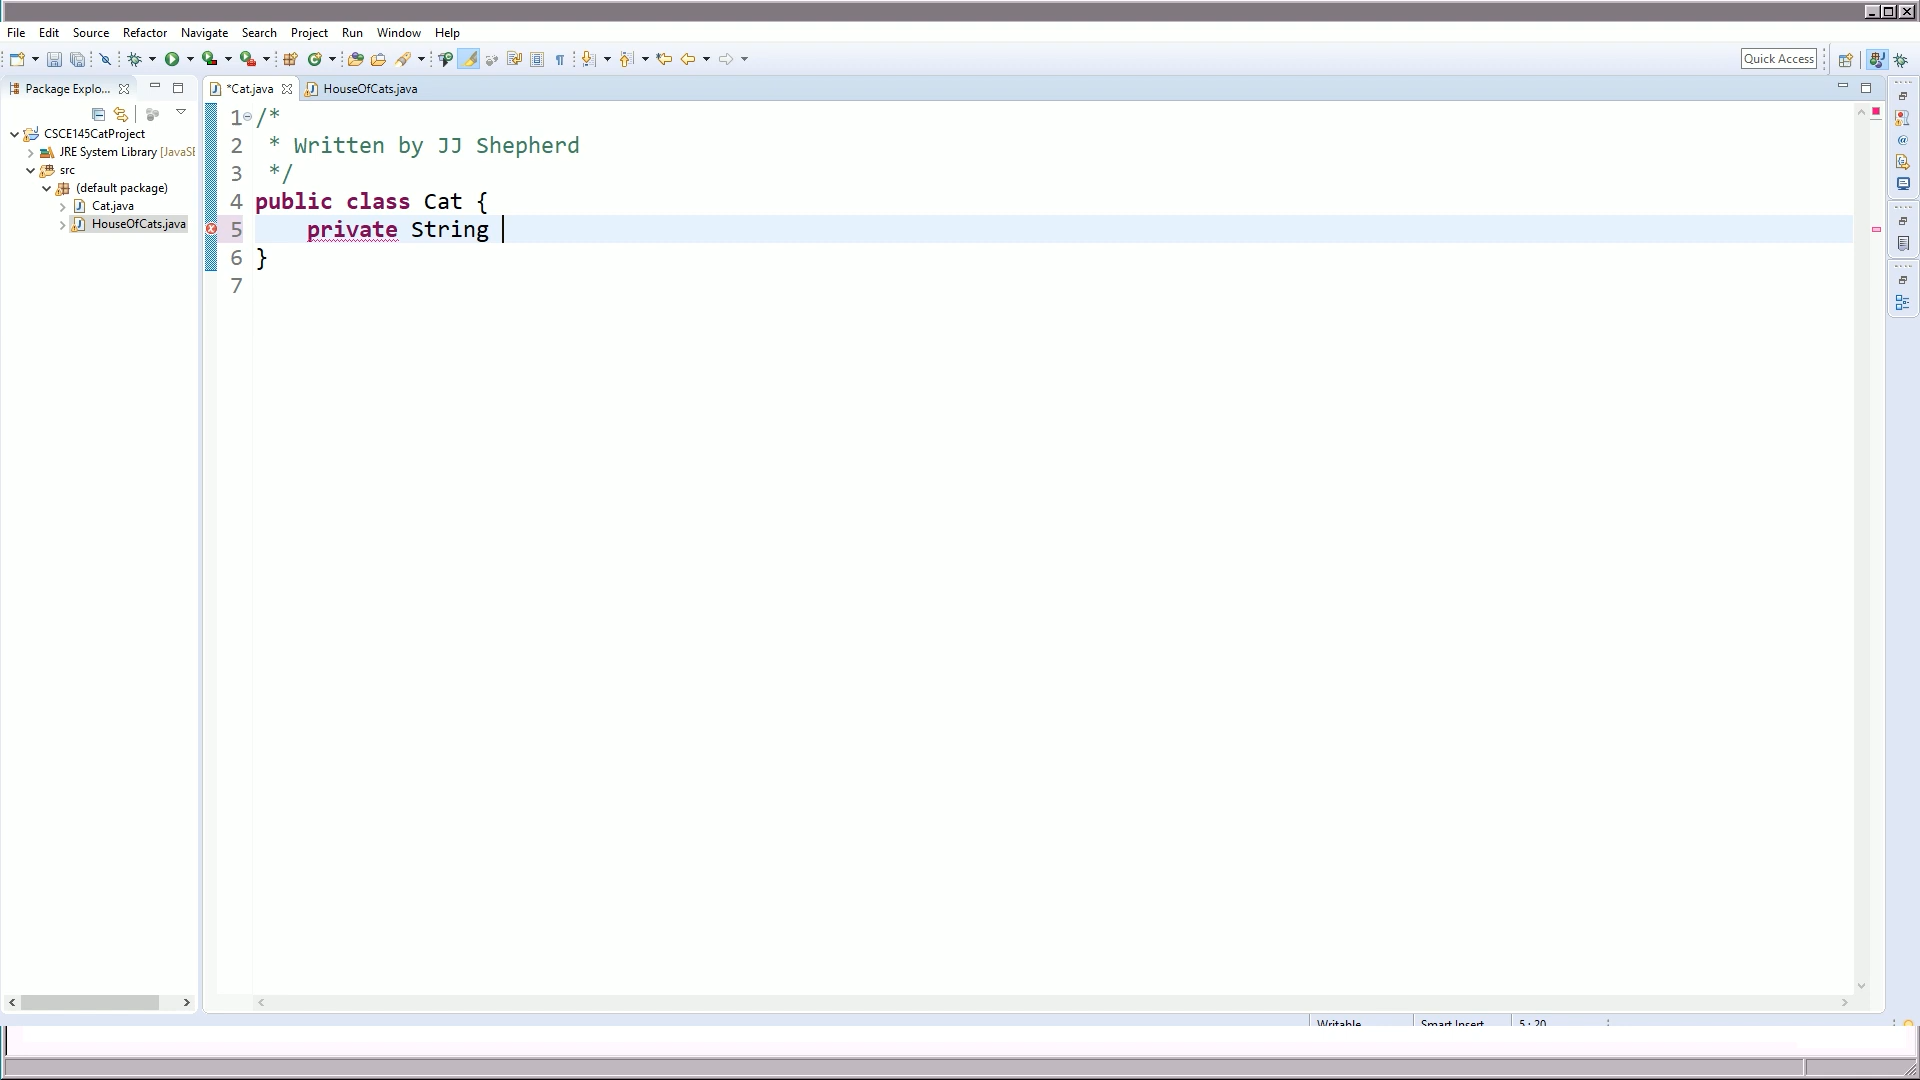 File Edit Source Refactor Navigate Search Project Run Window Help
Quick Access
Package Explo...
*Cat.java
HouseOfCats.java
CSCE145CatProject
JRE System Library [JavaSE
src
(default package)
Cat.java
HouseOfCats.java
1 /*
2 * Written by JJ Shepherd
3 */
4 public class Cat {
5 private String
6 }
7
Writable
Smart Insert
5 : 20